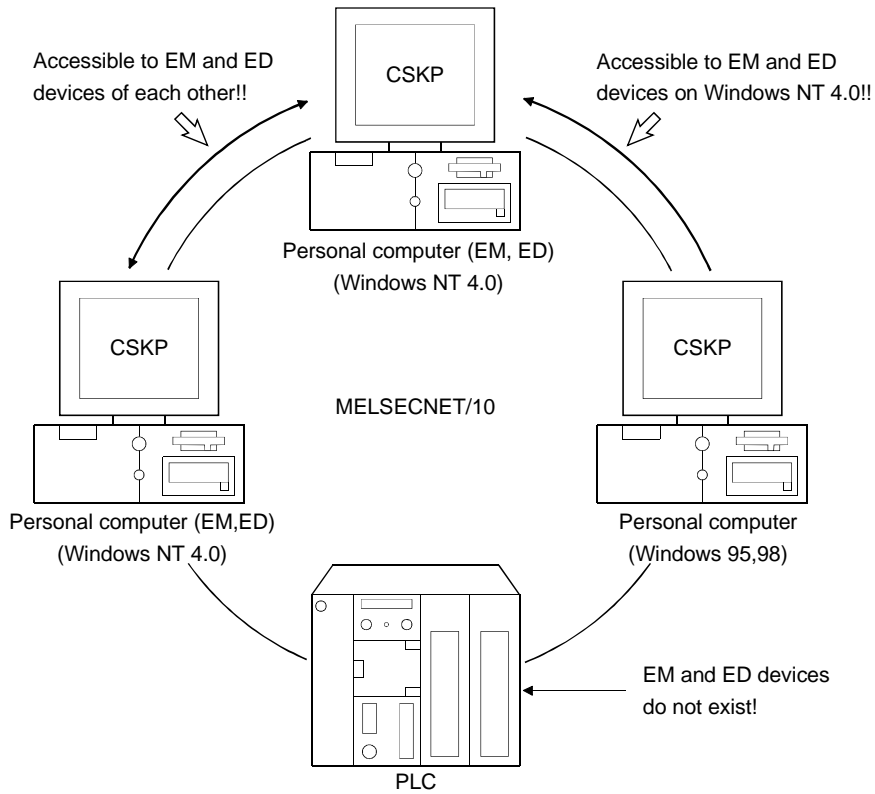 Accessible to EM and ED
devices of each other!!
CSKP
Accessible to EM and ED
devices on Windows NT 4.0!!
Personal computer (EM, ED)
(Windows NT 4.0)
CSKP
CSKP
MELSECNET/10
Personal computer (EM,ED)
(Windows NT 4.0)
Personal computer
(Windows 95,98)
EM and ED devices
do not exist!
PLC